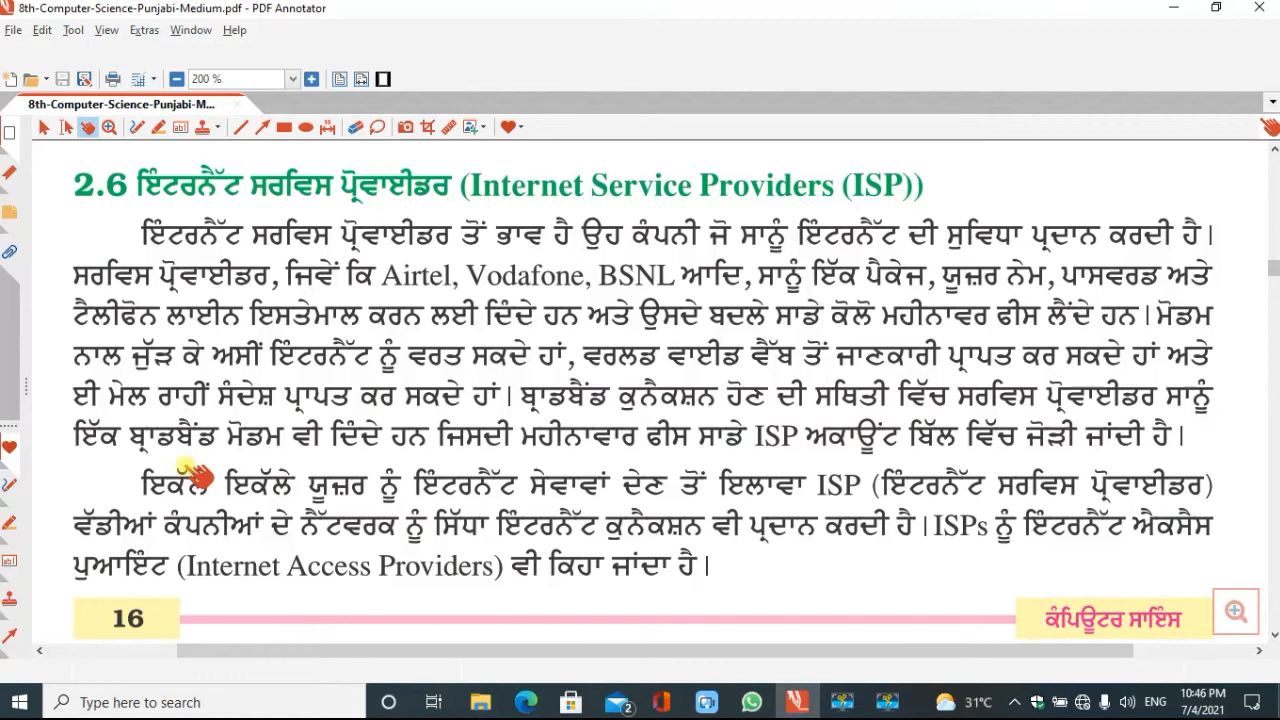 8th-Computer-Science-Punjabi-Medium.pdf - PDF Annotator
File Edit Tool View Extras Window Help
200 %
8th-Computer-Science-Punjabi-M...
2.6 ਇੰਟਰਨੈੱਟ ਸਰਵਿਸ ਪ੍ਰੋਵਾਈਡਰ (Internet Service Providers (ISP))
ਇੰਟਰਨੈੱਟ ਸਰਵਿਸ ਪ੍ਰੋਵਾਈਡਰ ਤੋਂ ਭਾਵ ਹੈ ਉਹ ਕੰਪਨੀ ਜੋ ਸਾਨੂੰ ਇੰਟਰਨੈੱਟ ਦੀ ਸੁਵਿਧਾ ਪ੍ਰਦਾਨ ਕਰਦੀ ਹੈ।
ਸਰਵਿਸ ਪ੍ਰੋਵਾਈਡਰ, ਜਿਵੇਂ ਕਿ Airtel, Vodafone, BSNL ਆਦਿ, ਸਾਨੂੰ ਇੱਕ ਪੈਕੇਜ, ਯੂਜ਼ਰ ਨੇਮ, ਪਾਸਵਰਡ ਅਤੇ
ਟੈਲੀਫੋਨ ਲਾਈਨ ਇਸਤੇਮਾਲ ਕਰਨ ਲਈ ਦਿੰਦੇ ਹਨ ਅਤੇ ਉਸਦੇ ਬਦਲੇ ਸਾਡੇ ਕੋਲੋ ਮਹੀਨਾਵਰ ਫੀਸ ਲੈਂਦੇ ਹਨ। ਮੋਡਮ
ਨਾਲ ਜੁੱੜ ਕੇ ਅਸੀਂ ਇੰਟਰਨੈੱਟ ਨੂੰ ਵਰਤ ਸਕਦੇ ਹਾਂ, ਵਰਲਡ ਵਾਈਡ ਵੈੱਬ ਤੋਂ ਜਾਣਕਾਰੀ ਪ੍ਰਾਪਤ ਕਰ ਸਕਦੇ ਹਾਂ ਅਤੇ
ਈ ਮੇਲ ਰਾਹੀਂ ਸੰਦੇਸ਼ ਪ੍ਰਾਪਤ ਕਰ ਸਕਦੇ ਹਾਂ। ਬ੍ਰਾਡਬੈਂਡ ਕੁਨੈਕਸ਼ਨ ਹੋਣ ਦੀ ਸਥਿਤੀ ਵਿੱਚ ਸਰਵਿਸ ਪ੍ਰੋਵਾਈਡਰ ਸਾਨੂੰ
ਇੱਕ ਬ੍ਰਾਡਬੈਂਡ ਮੋਡਮ ਵੀ ਦਿੰਦੇ ਹਨ ਜਿਸਦੀ ਮਹੀਨਾਵਾਰ ਫੀਸ ਸਾਡੇ ISP ਅਕਾਊਂਟ ਬਿੱਲ ਵਿੱਚ ਜੋੜੀ ਜਾਂਦੀ ਹੈ।
ਇਕੱਲੇ ਯੂਜ਼ਰ ਨੂੰ ਇੰਟਰਨੈੱਟ ਸੇਵਾਵਾਂ ਦੇਣ ਤੋਂ ਇਲਾਵਾ ISP (ਇੰਟਰਨੈੱਟ ਸਰਵਿਸ ਪ੍ਰੋਵਾਈਡਰ)
ਵੱਡੀਆਂ ਕੰਪਨੀਆਂ ਦੇ ਨੈੱਟਵਰਕ ਨੂੰ ਸਿੱਧਾ ਇੰਟਰਨੈੱਟ ਕੁਨੈਕਸ਼ਨ ਵੀ ਪ੍ਰਦਾਨ ਕਰਦੀ ਹੈ। ISPs ਨੂੰ ਇੰਟਰਨੈੱਟ ਐਕਸੈਸ
ਪੁਆਇੰਟ (Internet Access Providers) ਵੀ ਕਿਹਾ ਜਾਂਦਾ ਹੈ।
16 ਕੰਪਿਊਟਰ ਸਾਇੰਸ
Type here to search 2 31°C ENG 10:46 PM
7/4/2021